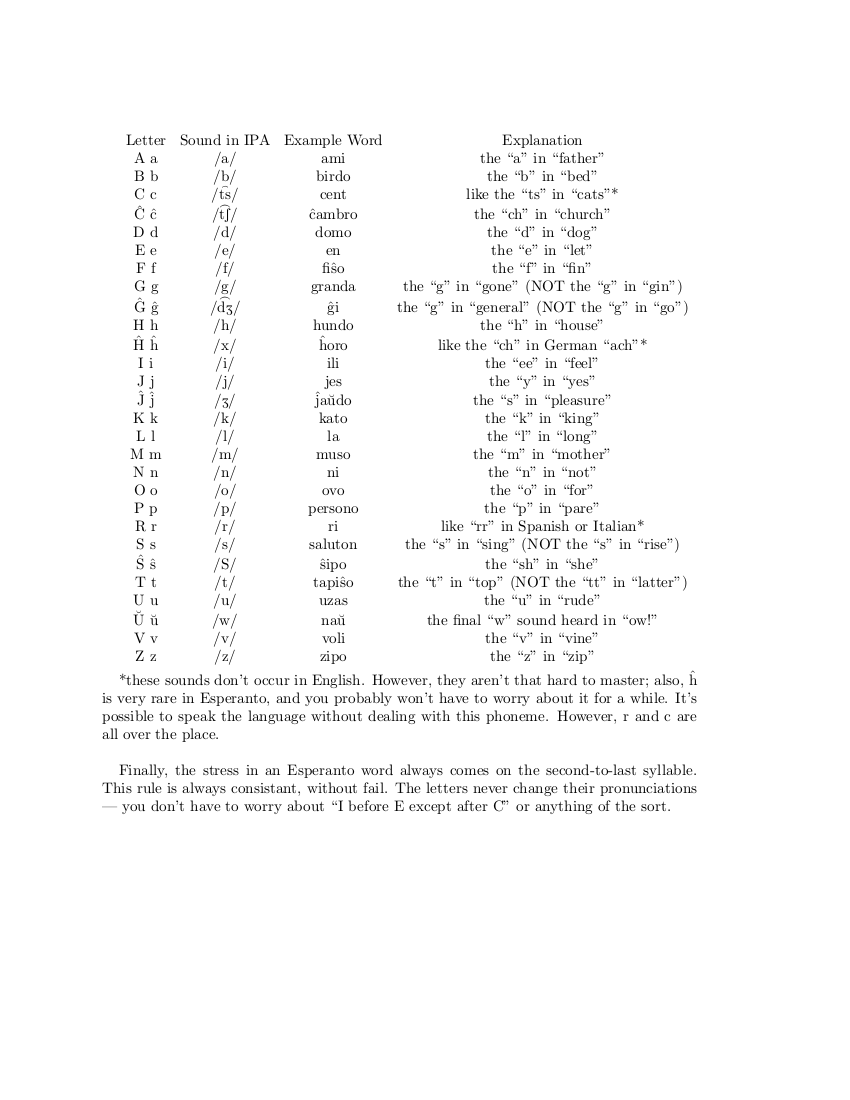 Letter Sound in IPA Example Word Explanation
A a /a/ ami the “a” in “father”
B b /b/ birdo the “b” in “bed”
C c /t͡s/ cent like the “ts” in “cats”*
Ĉ ĉ /t͡ʃ/ ĉambro the “ch” in “church”
D d /d/ domo the “d” in “dog”
E e /e/ en the “e” in “let”
F f /f/ fiŝo the “f” in “fin”
G g /g/ granda the “g” in “gone” (NOT the “g” in “gin”)
Ĝ ĝ /d͡ʒ/ ĝi the “g” in “general” (NOT the “g” in “go”)
H h /h/ hundo the “h” in “house”
Ĥ ĥ /x/ ĥoro like the “ch” in German “ach”*
I i /i/ ili the “ee” in “feel”
J j /j/ jes the “y” in “yes”
Ĵ ĵ /ʒ/ ĵaŭdo the “s” in “pleasure”
K k /k/ kato the “k” in “king”
L l /l/ la the “l” in “long”
M m /m/ muso the “m” in “mother”
N n /n/ ni the “n” in “not”
O o /o/ ovo the “o” in “for”
P p /p/ persono the “p” in “pare”
R r /r/ ri like “rr” in Spanish or Italian*
S s /s/ saluton the “s” in “sing” (NOT the “s” in “rise”)
Ŝ ŝ /S/ ŝipo the “sh” in “she”
T t /t/ tapiŝo the “t” in “top” (NOT the “tt” in “latter”)
U u /u/ uzas the “u” in “rude”
Ŭ ŭ /w/ naŭ the final “w” sound heard in “ow!”
V v /v/ voli the “v” in “vine”
Z z /z/ zipo the “z” in “zip”
*these sounds don’t occur in English. However, they aren’t that hard to master; also, ĥ
is very rare in Esperanto, and you probably won’t have to worry about it for a while. It’s
possible to speak the language without dealing with this phoneme. However, r and c are
all over the place.
Finally, the stress in an Esperanto word always comes on the second-to-last syllable.
This rule is always consistant, without fail. The letters never change their pronunciations
— you don’t have to worry about “I before E except after C” or anything of the sort.